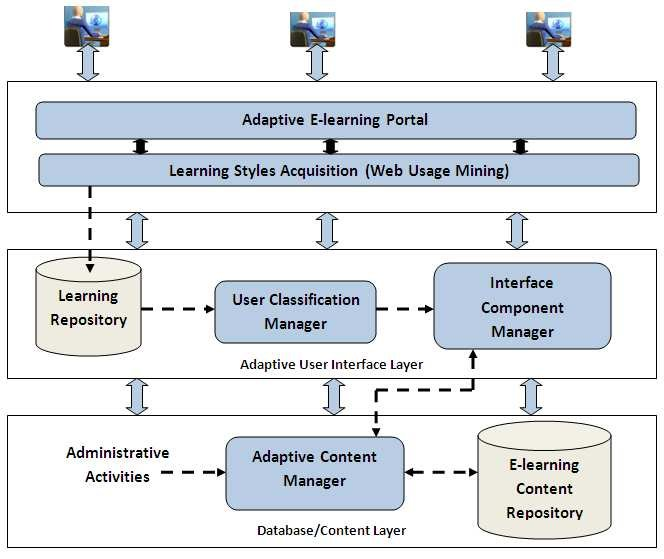 Adaptive E-learning Portal
Learning Styles Acquisition (Web Usage Mining)
Learning
Repository
User Classification
Manager
Interface
Component
Manager
Adaptive User Interface Layer
Administrative
Activities
Adaptive Content
Manager
E-learning
Content
Repository
Database/Content Layer